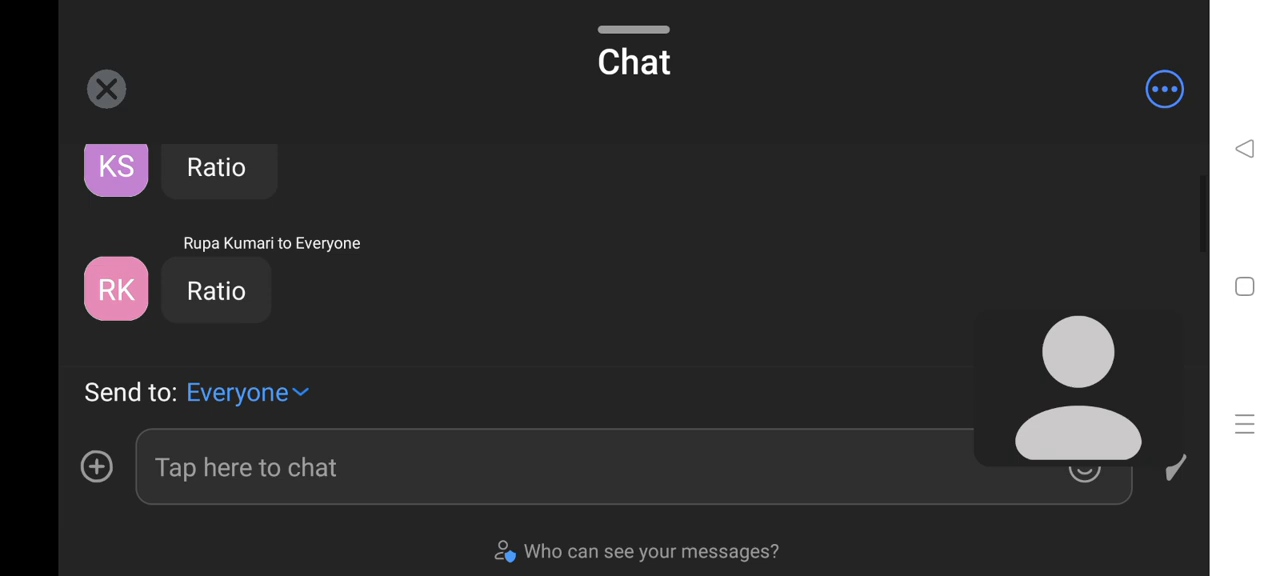 Chat
KS
Ratio
Rupa Kumari to Everyone
RK
Ratio
Send to: Everyone
Tap here to chat
Who can see your messages?